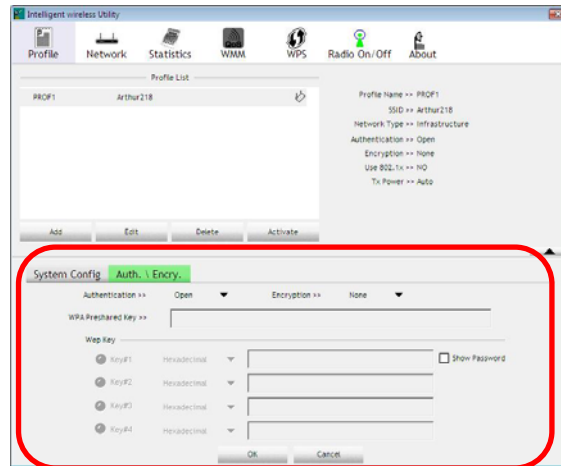 Intelligent wireless Utility
Profile Network Statistics WMM WPS Radio On/Off About
Profile List
PROF1 Arthur218
Profile Name >> PROF1
SSID >> Arthur218
Network Type >> Infrastructure
Authentication >> Open
Encryption >> None
Use 802.1x >> NO
Tx Power >> Auto
Add Edit Delete Activate
System Config Auth. \ Encry.
Authentication >> Open Encryption >> None
WPA Preshared Key >>
Wep Key
Key#1 Hexadecimal Show Password
Key#2 Hexadecimal
Key#3 Hexadecimal
Key#4 Hexadecimal
OK Cancel